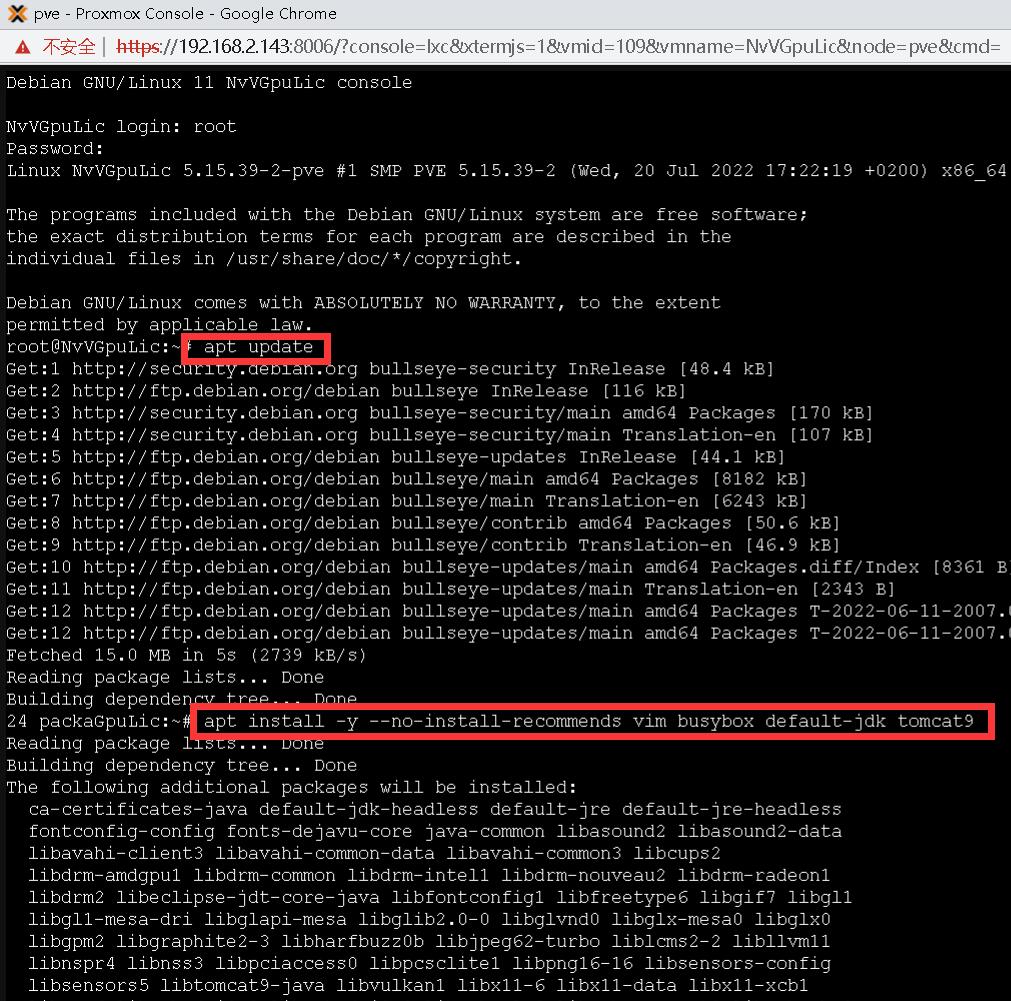 pve - Proxmox Console - Google Chrome
不安全 | https://192.168.2.143:8006/?console=lxc&xtermjs=1&vmid=109&vmname=NvVGpuLic&node=pve&cmd=
Debian GNU/Linux 11 NvVGpuLic console
NvVGpuLic login: root
Password:
Linux NvVGpuLic 5.15.39-2-pve #1 SMP PVE 5.15.39-2 (Wed, 20 Jul 2022 17:22:19 +0200) x86_64
The programs included with the Debian GNU/Linux system are free software;
the exact distribution terms for each program are described in the
individual files in /usr/share/doc/*/copyright.
Debian GNU/Linux comes with ABSOLUTELY NO WARRANTY, to the extent
permitted by applicable law.
root@NvVGpuLic:~# apt update
Get:1 http://security.debian.org bullseye-security InRelease [48.4 kB]
Get:2 http://ftp.debian.org/debian bullseye InRelease [116 kB]
Get:3 http://security.debian.org bullseye-security/main amd64 Packages [170 kB]
Get:4 http://security.debian.org bullseye-security/main Translation-en [107 kB]
Get:5 http://ftp.debian.org/debian bullseye-updates InRelease [44.1 kB]
Get:6 http://ftp.debian.org/debian bullseye/main amd64 Packages [8182 kB]
Get:7 http://ftp.debian.org/debian bullseye/main Translation-en [6243 kB]
Get:8 http://ftp.debian.org/debian bullseye/contrib amd64 Packages [50.6 kB]
Get:9 http://ftp.debian.org/debian bullseye/contrib Translation-en [46.9 kB]
Get:10 http://ftp.debian.org/debian bullseye-updates/main amd64 Packages.diff/Index [8361 B]
Get:11 http://ftp.debian.org/debian bullseye-updates/main Translation-en [2343 B]
Get:12 http://ftp.debian.org/debian bullseye-updates/main amd64 Packages T-2022-06-11-2007.
Get:12 http://ftp.debian.org/debian bullseye-updates/main amd64 Packages T-2022-06-11-2007.
Fetched 15.0 MB in 5s (2739 kB/s)
Reading package lists... Done
Building dependency tree... Done
24 packaGpuLic:~# apt install -y --no-install-recommends vim busybox default-jdk tomcat9
Reading package lists... Done
Building dependency tree... Done
The following additional packages will be installed:
ca-certificates-java default-jdk-headless default-jre default-jre-headless
fontconfig-config fonts-dejavu-core java-common libasound2 libasound2-data
libavahi-client3 libavahi-common-data libavahi-common3 libcups2
libdrm-amdgpu1 libdrm-common libdrm-intel1 libdrm-nouveau2 libdrm-radeon1
libdrm2 libeclipse-jdt-core-java libfontconfig1 libfreetype6 libgif7 libgl1
libgl1-mesa-dri libglapi-mesa libglib2.0-0 libglvnd0 libglx-mesa0 libglx0
libgpm2 libgraphite2-3 libharfbuzz0b libjpeg62-turbo liblcms2-2 libllvm11
libnspr4 libnss3 libpciaccess0 libpcsclite1 libpng16-16 libsensors-config
libsensors5 libtomcat9-java libvulkan1 libx11-6 libx11-data libx11-xcb1